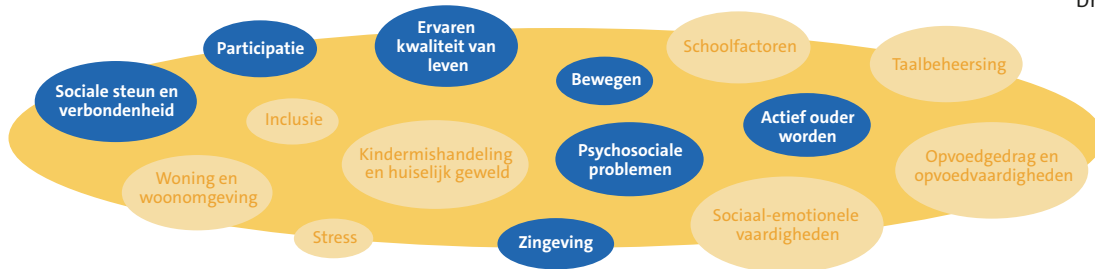 Participatie
Ervaren
kwaliteit van
leven
Schoolfactoren
Taalbeheersing
Sociale steun en
verbondenheid
Bewegen
Inclusie
Actief ouder
worden
Kindermishandeling
en huiselijk geweld
Psychosociale
problemen
Opvoedgedrag en
opvoedvaardigheden
Woning en
woonomgeving
Sociaal-emotionele
vaardigheden
Stress
Zingeving